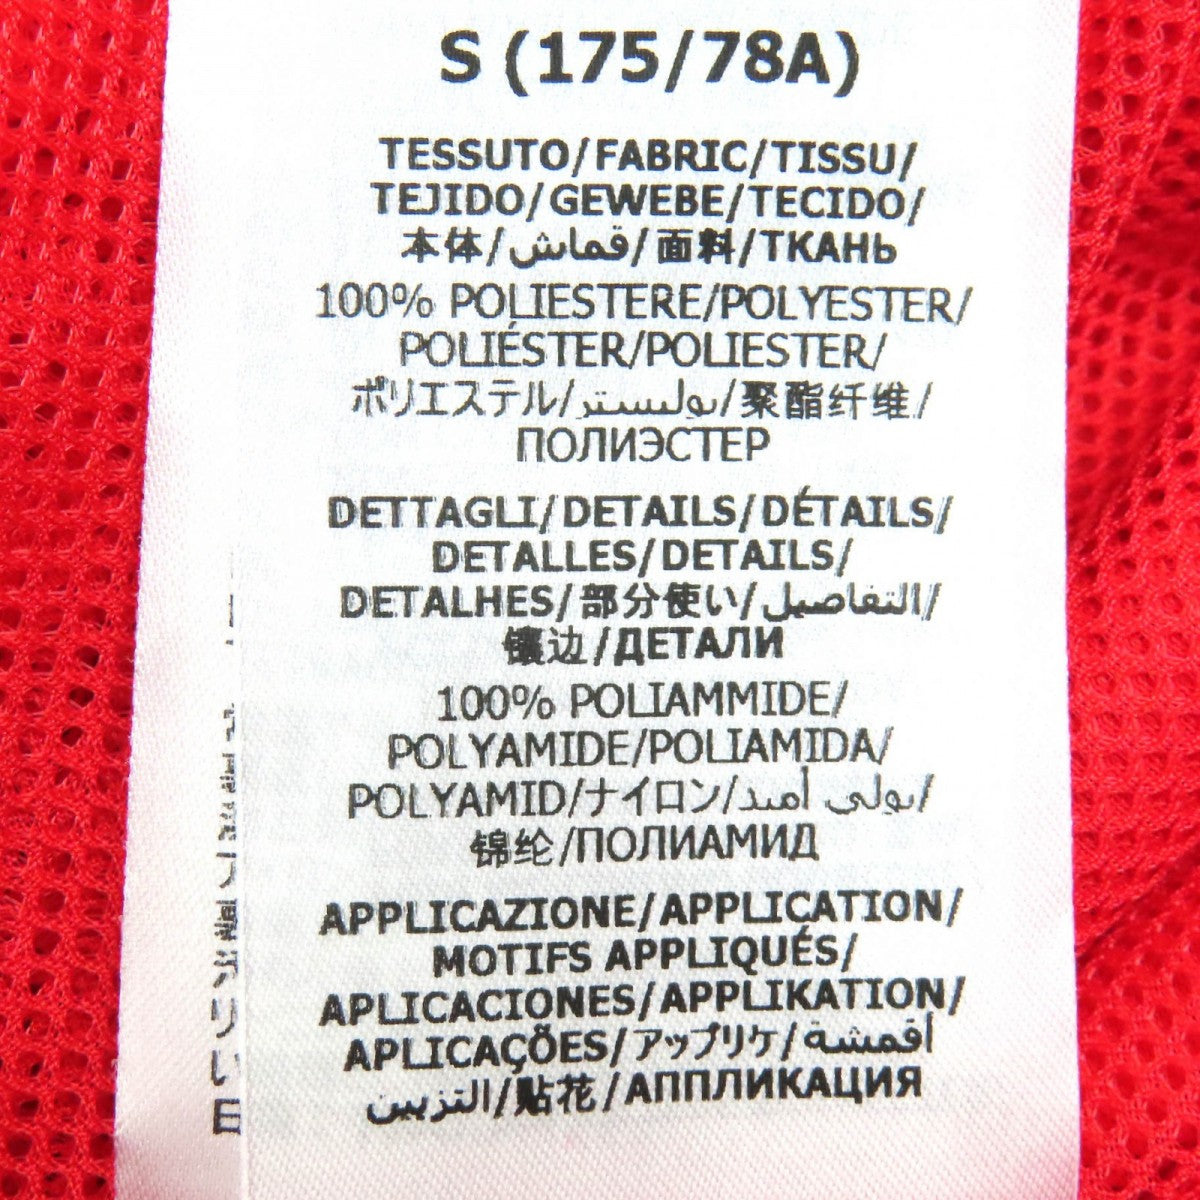 S (175/78A)
TESSUTO/FABRIC/TISSU/
TEJIDO/GEWEBE/TECIDO/
本体/قماش/面料/ТКАНЬ
100% POLIESTERE/POLYESTER/
POLIÉSTER/POLIESTER/
ポリエステル/بوليستر/聚酯纤维/
ПОЛИЭСТЕР
DETTAGLI/DETAILS/DÉTAILS/
DETALLES/DETAILS/
DETALHES/部分使い/التفاصيل/
镶边/ДЕТАЛИ
100% POLIAMMIDE/
POLYAMIDE/POLIAMIDA/
POLYAMID/ナイロン/بولي أميد/
锦纶/ПОЛИАМИД
APPLICAZIONE/APPLICATION/
MOTIFS APPLIQUÉS/
APLICACIONES/APPLIKATION/
APLICAÇÕES/アップリケ/أقمشة
التزيين/贴花/АППЛИКАЦИЯ